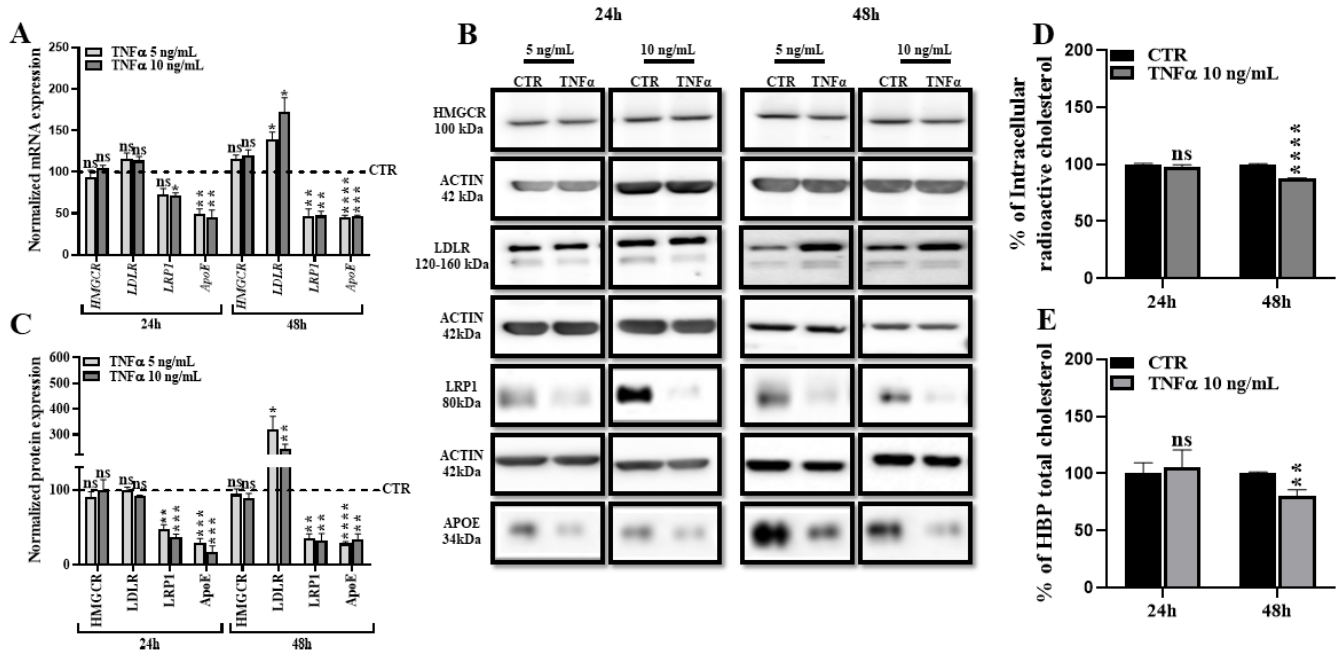 A
TNFα 5 ng/mL
TNFα 10 ng/mL
Normalized mRNA expression
250
200
150
100
50
0
ns ns ns ns ns * ** ** ns ns * * ** ** **** ****
CTR
HMGCR LDLR LRP1 ApoE HMGCR LDLR LRP1 ApoE
24h 48h
B
24h 48h
5 ng/mL 10 ng/mL 5 ng/mL 10 ng/mL
CTR TNFα CTR TNFα CTR TNFα CTR TNFα
HMGCR
100 kDa
ACTIN
42 kDa
LDLR
120-160 kDa
ACTIN
42kDa
LRP1
80kDa
ACTIN
42kDa
APOE
34kDa
C
TNFα 5 ng/mL
TNFα 10 ng/mL
Normalized protein expression
600
500
400
300
200
100
0
ns ns ns ns ** *** *** *** ns ns * ** ** ** **** **
CTR
HMGCR LDLR LRP1 ApoE HMGCR LDLR LRP1 ApoE
24h 48h
D
CTR
TNFα 10 ng/mL
% of Intracellular
radioactive cholesterol
200
150
100
50
0
ns ****
24h 48h
E
CTR
TNFα 10 ng/mL
% of HBP total cholesterol
200
150
100
50
0
ns **
24h 48h